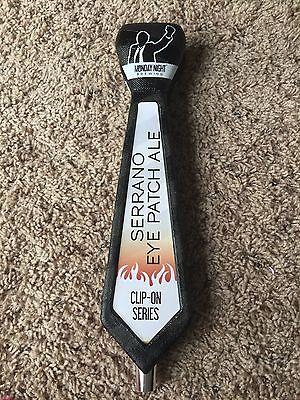 MONDAY NIGHT
BREWING
SERRANO
EYE PATCH ALE
CLIP-ON
SERIES